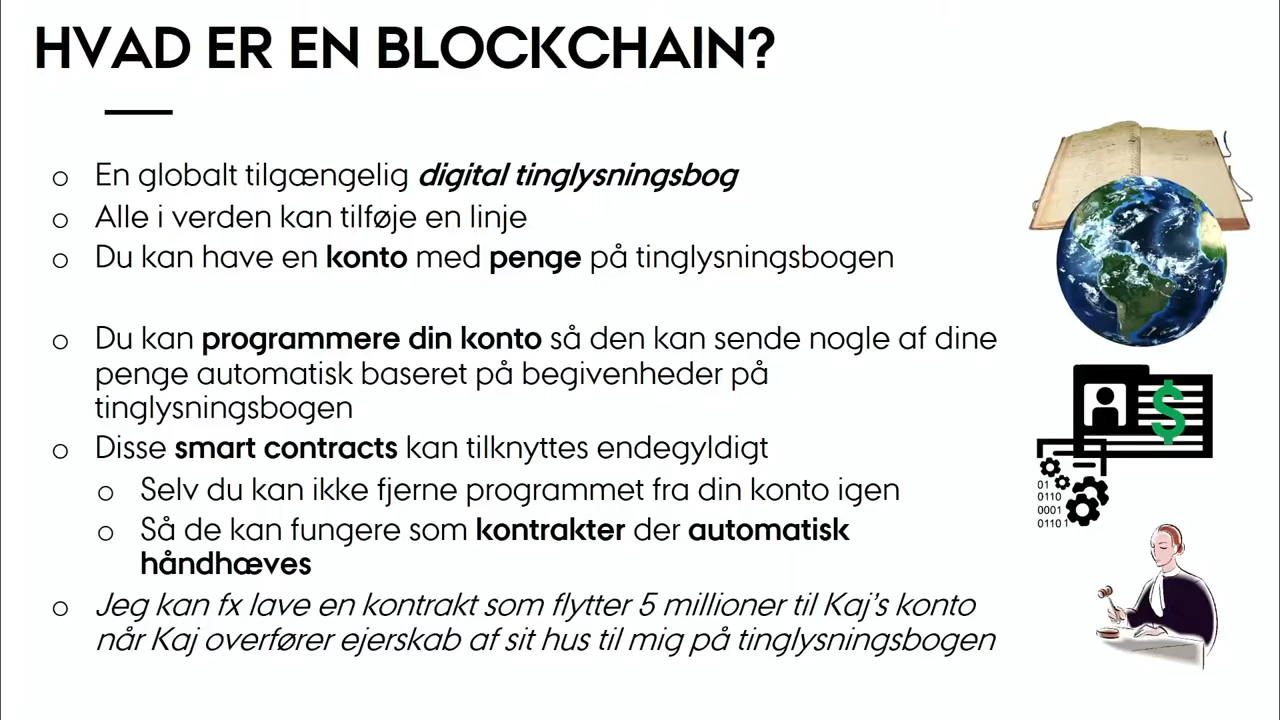 HVAD ER EN BLOCKCHAIN?
o En globalt tilgængelig digital tinglysningsbog
o Alle i verden kan tilføje en linje
o Du kan have en konto med penge på tinglysningsbogen
o Du kan programmere din konto så den kan sende nogle af dine
penge automatisk baseret på begivenheder på
tinglysningsbogen
o Disse smart contracts kan tilknyttes endegyldigt
o Selv du kan ikke fjerne programmet fra din konto igen
o Så de kan fungere som kontrakter der automatisk
håndhæves
o Jeg kan fx lave en kontrakt som flytter 5 millioner til Kaj's konto
når Kaj overfører ejerskab af sit hus til mig på tinglysningsbogen
$
01
0110
0001
01101